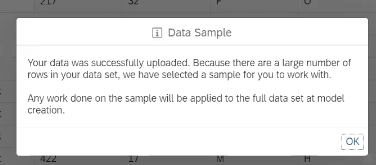 217 32 F O
Data Sample
Your data was successfully uploaded. Because there are a large number of
rows in your data set, we have selected a sample for you to work with.
Any work done on the sample will be applied to the full data set at model
creation.
OK
422 17 M H